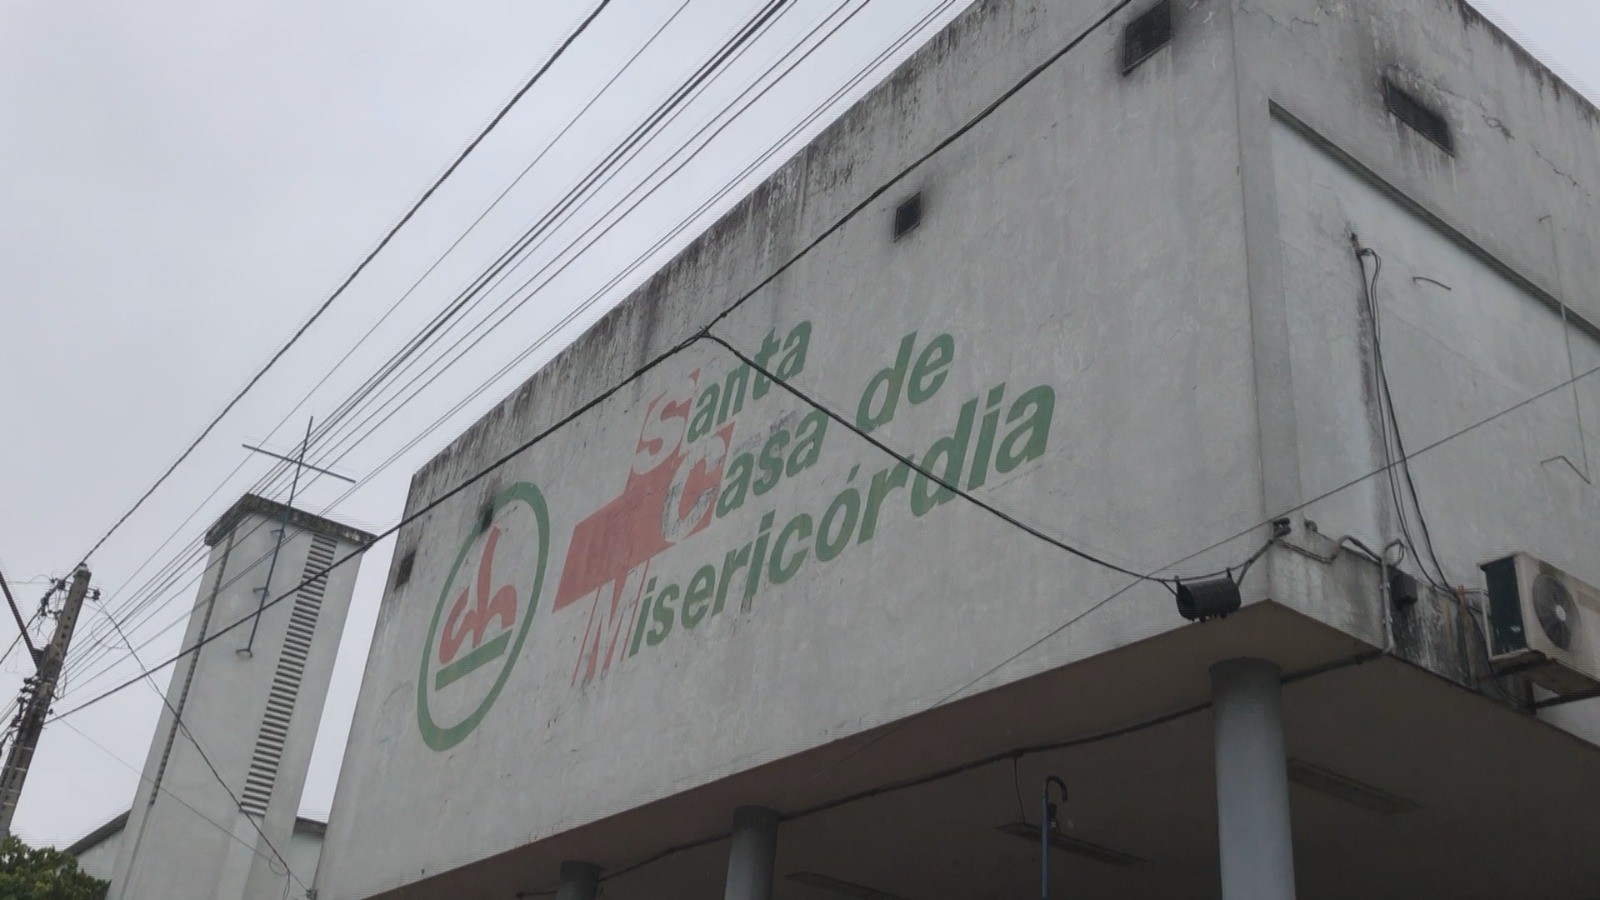 Santa
Casa de
Misericórdia